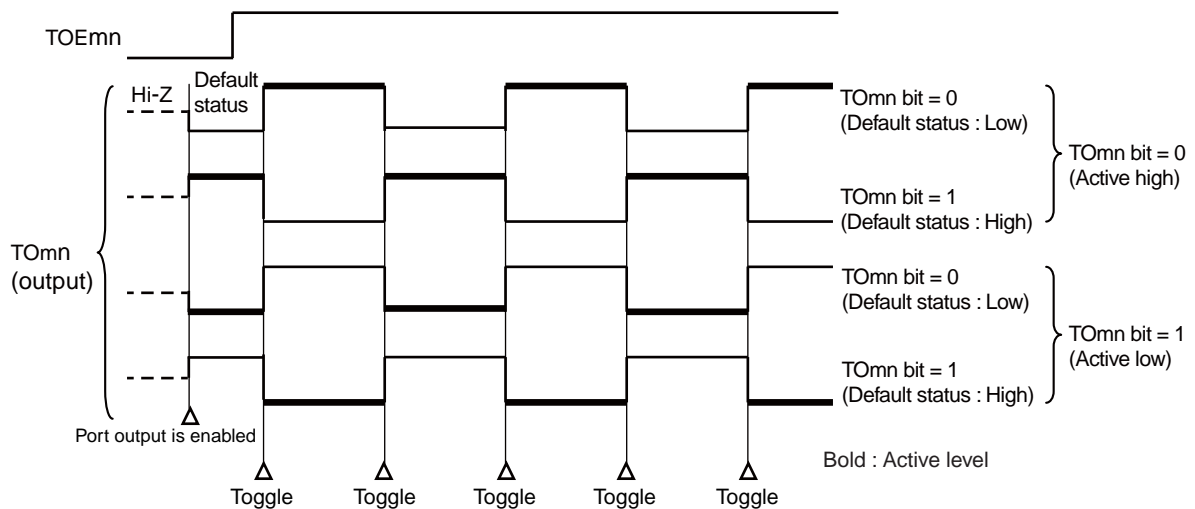 TOEmn
Hi-Z
Default
status
TOmn bit = 0
(Default status : Low)
TOmn bit = 0
(Active high)
TOmn bit = 1
(Default status : High)
TOmn
(output)
TOmn bit = 0
(Default status : Low)
TOmn bit = 1
(Active low)
TOmn bit = 1
(Default status : High)
Port output is enabled
Bold : Active level
Toggle Toggle Toggle Toggle Toggle